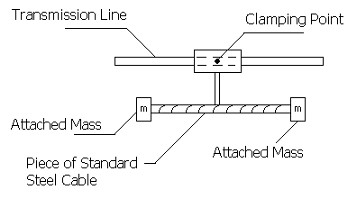 Transmission Line
Clamping Point
m
m
Attached Mass
Attached Mass
Piece of Standard
Steel Cable